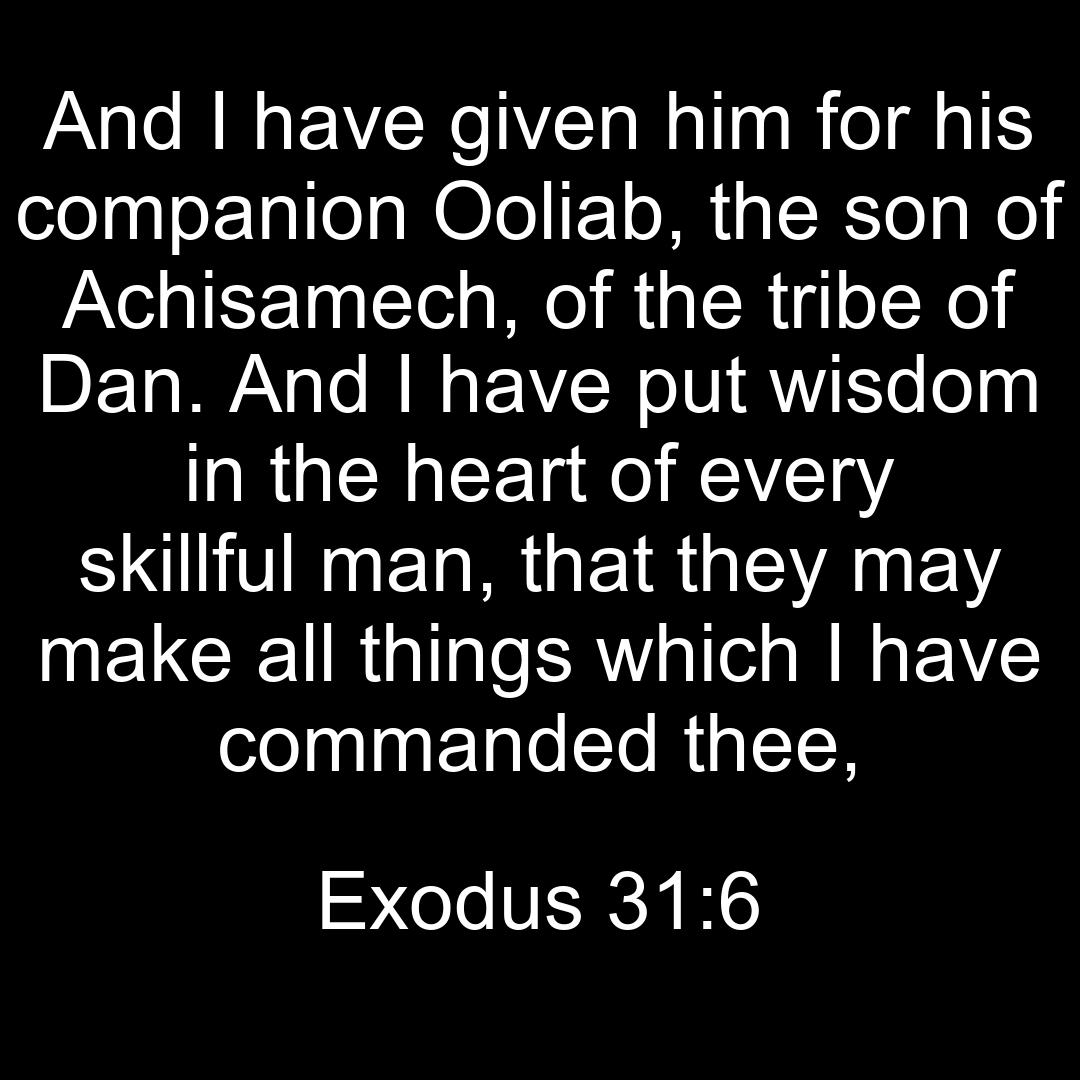 And I have given him for his
companion Ooliab, the son of
Achisamech, of the tribe of
Dan. And I have put wisdom
in the heart of every
skillful man, that they may
make all things which I have
commanded thee,
Exodus 31:6